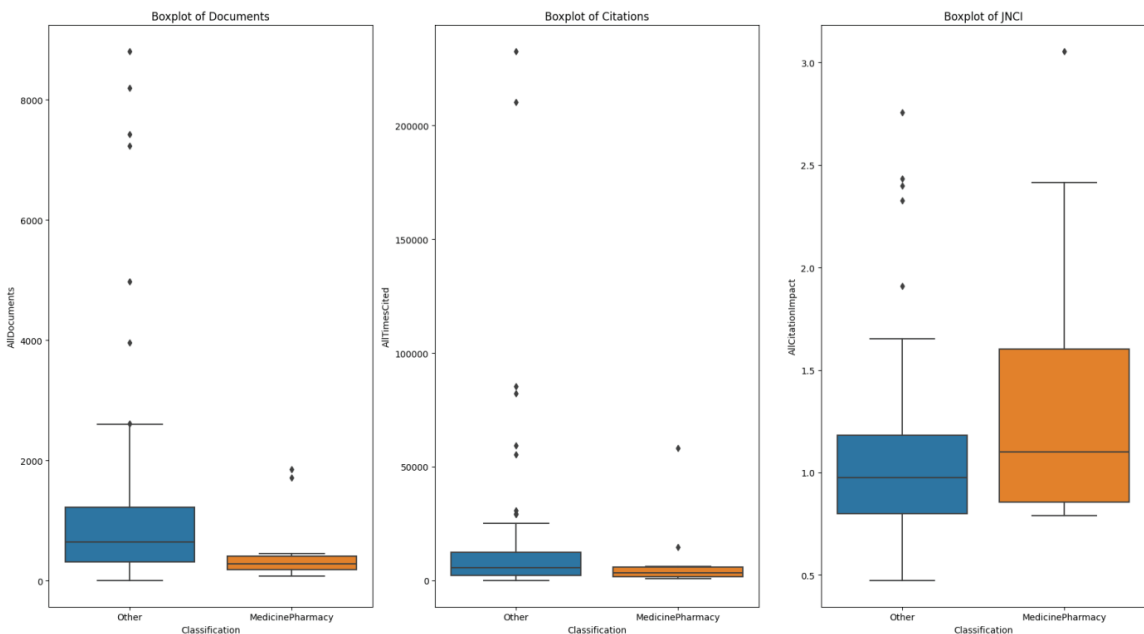 Boxplot of Documents
AllDocuments
8000
6000
4000
2000
0
Other
MedicinePharmacy
Classification
Boxplot of Citations
AllTimesCited
200000
150000
100000
50000
0
Other
MedicinePharmacy
Classification
Boxplot of JNCI
AllCitationImpact
3.0
2.5
2.0
1.5
1.0
0.5
Other
MedicinePharmacy
Classification